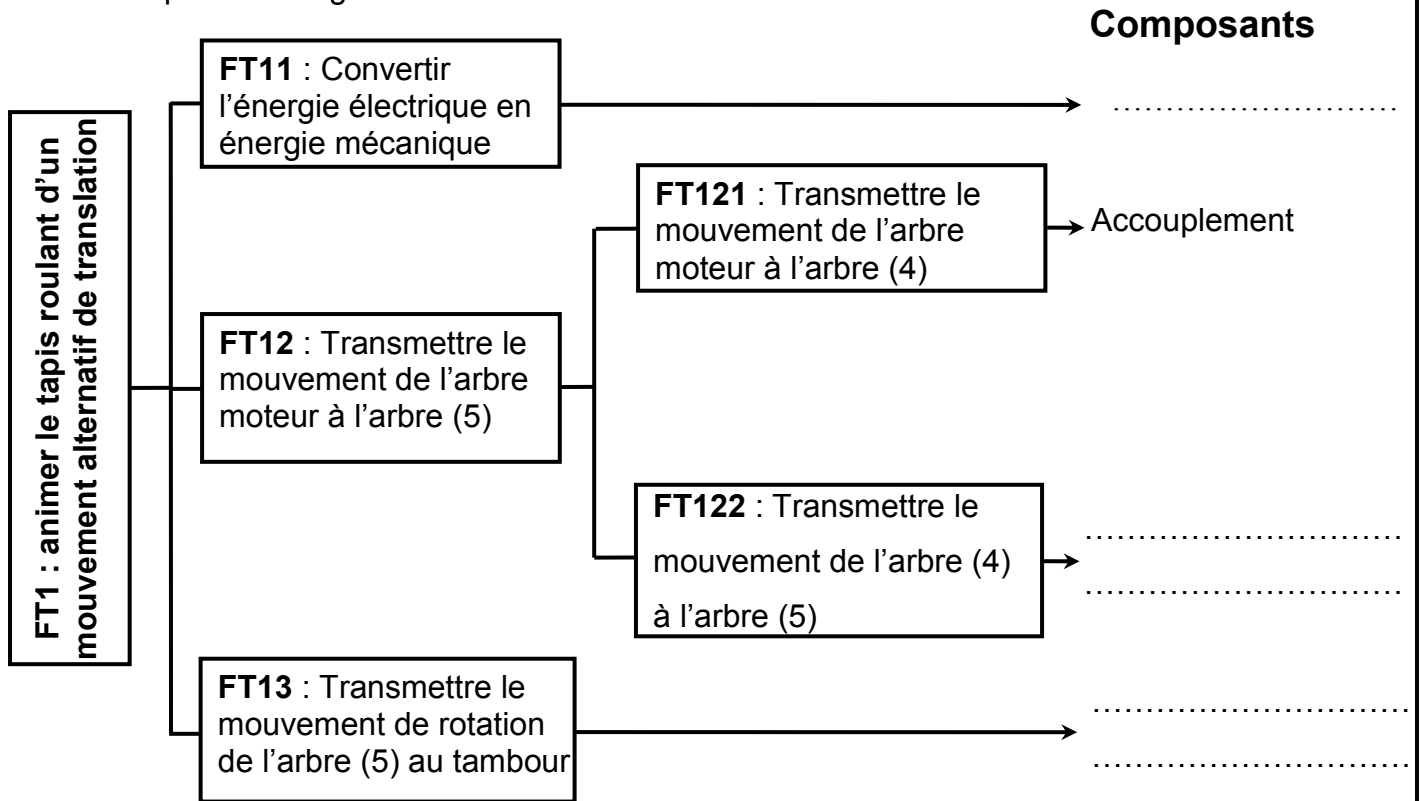 Composants
FT11 : Convertir
l’énergie électrique en
énergie mécanique
………………………
FT1 : animer le tapis roulant d’un
mouvement alternatif de translation
FT121 : Transmettre le
mouvement de l’arbre
moteur à l’arbre (4)
Accouplement
FT12 : Transmettre le
mouvement de l’arbre
moteur à l’arbre (5)
FT122 : Transmettre le
mouvement de l’arbre (4)
à l’arbre (5)
…………………………
…………………………
FT13 : Transmettre le
mouvement de rotation
de l’arbre (5) au tambour
…………………………
…………………………